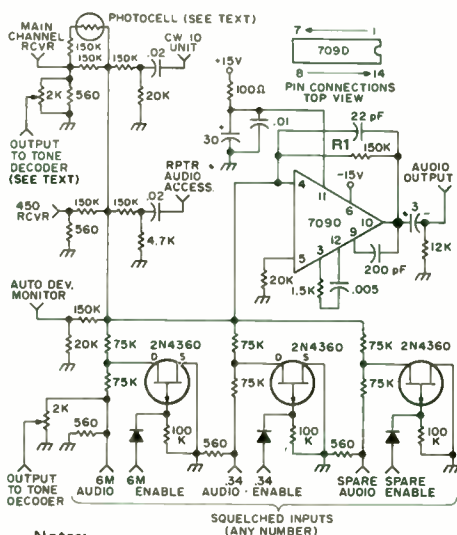 PHOTOCELL (SEE TEXT)
MAIN
CHANNEL
RCVR
150K
150K
150K
.02
CW ID
UNIT
2K
560
20K
OUTPUT
TO TONE
DECODER
(SEE TEXT)
7 1
709D
8 14
PIN CONNECTIONS
TOP VIEW
+15V
100Ω
30
+
.01
22 pF
R1
150K
-15V
4
11
6
709D
10
9
5
3
12
+ 3 -
AUDIO
OUTPUT
12K
200 pF
20K
1.5K
.005
450
RCVR
150K
150K
.02
RPTR
AUDIO
ACCESS.
560
4.7K
AUTO DEV.
MONITOR
150K
20K
75K
2N4360
75K
2N4360
75K
2N4360
D S
D S
75K
75K
75K
2K
100
K
100
K
100
K
560
560
560
OUTPUT
TO TONE
DECODER
6M
AUDIO
6M
ENABLE
.34
AUDIO
.34
ENABLE
SPARE
AUDIO
SPARE
ENABLE
SQUELCHED INPUTS
(ANY NUMBER)